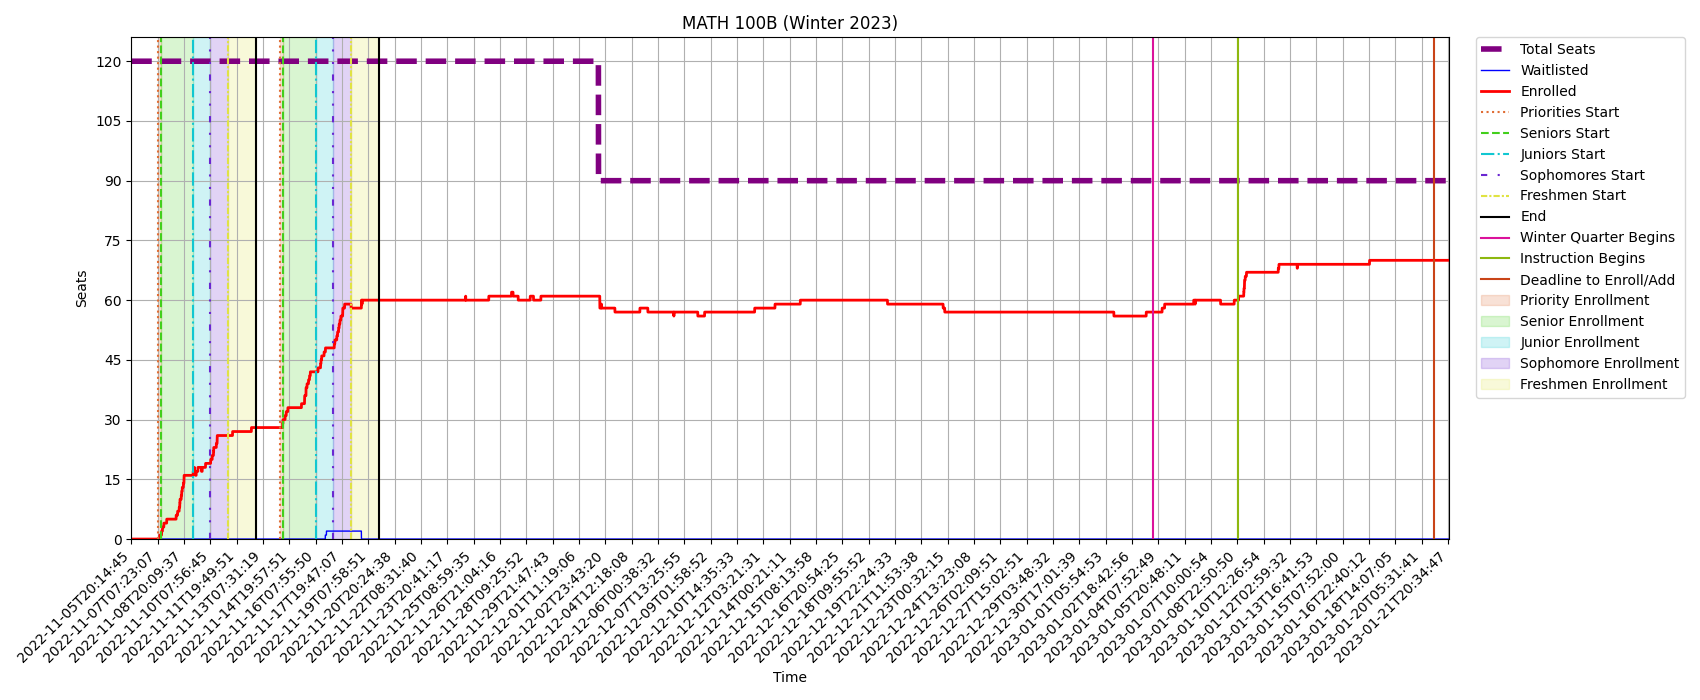 MATH 100B (Winter 2023)
Seats
120
105
90
75
60
45
30
15
0
2022-11-05T20:14:45
2022-11-07T07:23:07
2022-11-08T20:09:37
2022-11-10T07:56:45
2022-11-11T19:49:51
2022-11-13T07:31:19
2022-11-14T19:57:51
2022-11-16T07:55:50
2022-11-17T19:47:07
2022-11-19T07:58:51
2022-11-20T20:24:38
2022-11-22T08:31:40
2022-11-23T20:41:17
2022-11-25T08:59:35
2022-11-26T21:04:16
2022-11-28T09:25:52
2022-11-29T21:47:43
2022-12-01T11:19:06
2022-12-02T23:43:20
2022-12-04T12:18:08
2022-12-06T00:38:32
2022-12-07T13:25:55
2022-12-09T01:58:52
2022-12-10T14:35:33
2022-12-12T03:21:31
2022-12-14T00:21:11
2022-12-15T08:13:58
2022-12-16T20:54:25
2022-12-18T09:55:52
2022-12-19T22:24:33
2022-12-21T11:53:38
2022-12-23T00:32:15
2022-12-24T13:23:08
2022-12-26T02:09:51
2022-12-27T15:02:51
2022-12-29T03:48:32
2022-12-30T17:01:39
2023-01-01T05:54:53
2023-01-02T18:42:56
2023-01-04T07:52:49
2023-01-05T20:48:11
2023-01-07T10:00:54
2023-01-08T22:50:50
2023-01-10T12:26:54
2023-01-12T02:59:32
2023-01-13T16:41:53
2023-01-15T07:52:00
2023-01-16T22:40:12
2023-01-18T14:07:05
2023-01-20T05:31:41
2023-01-21T20:34:47
Time
Total Seats
Waitlisted
Enrolled
Priorities Start
Seniors Start
Juniors Start
Sophomores Start
Freshmen Start
End
Winter Quarter Begins
Instruction Begins
Deadline to Enroll/Add
Priority Enrollment
Senior Enrollment
Junior Enrollment
Sophomore Enrollment
Freshmen Enrollment